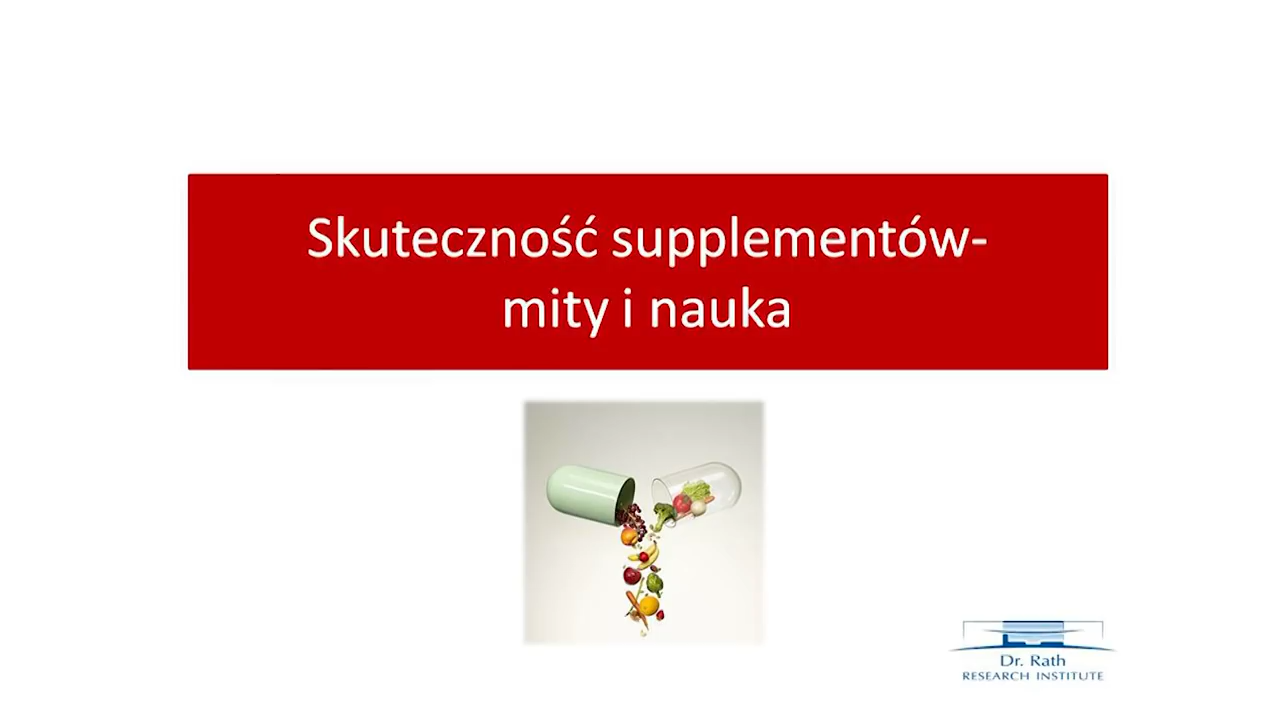 Skuteczność supplementów-
mity i nauka
Dr. Rath
RESEARCH INSTITUTE